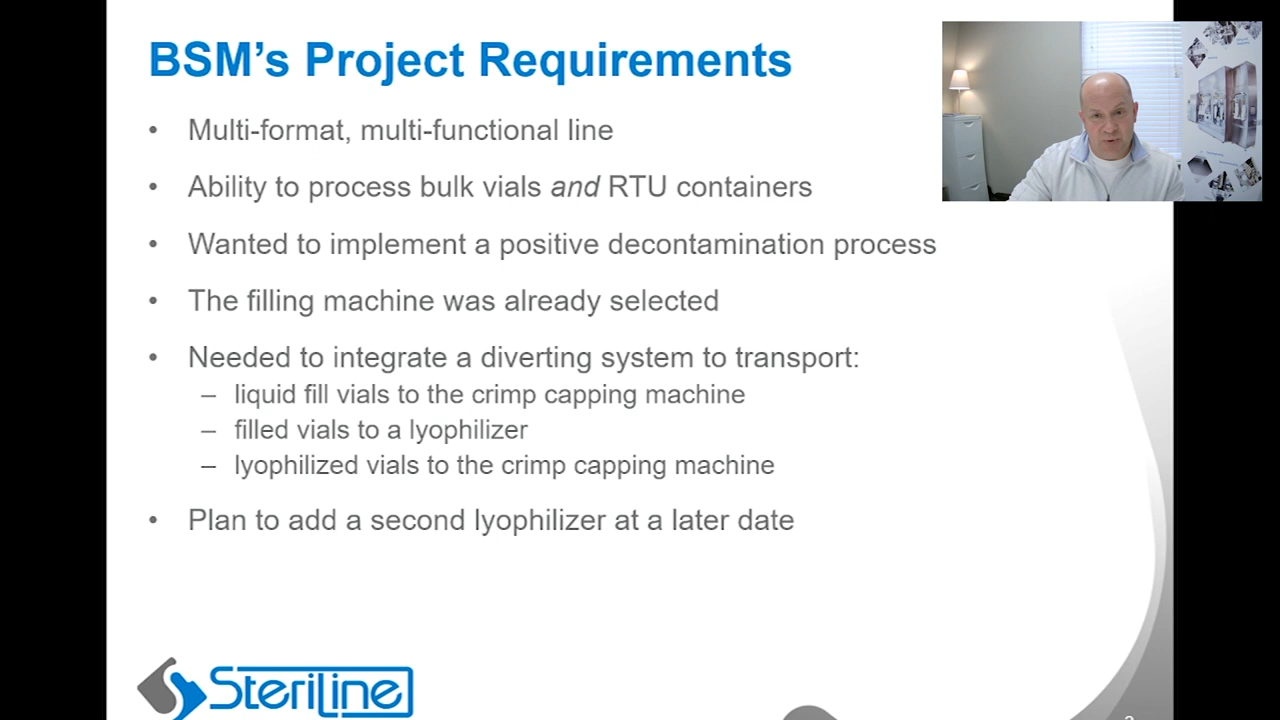 BSM's Project Requirements
• Multi-format, multi-functional line
• Ability to process bulk vials and RTU containers
• Wanted to implement a positive decontamination process
• The filling machine was already selected
• Needed to integrate a diverting system to transport:
– liquid fill vials to the crimp capping machine
– filled vials to a lyophilizer
– lyophilized vials to the crimp capping machine
• Plan to add a second lyophilizer at a later date
SteriLine